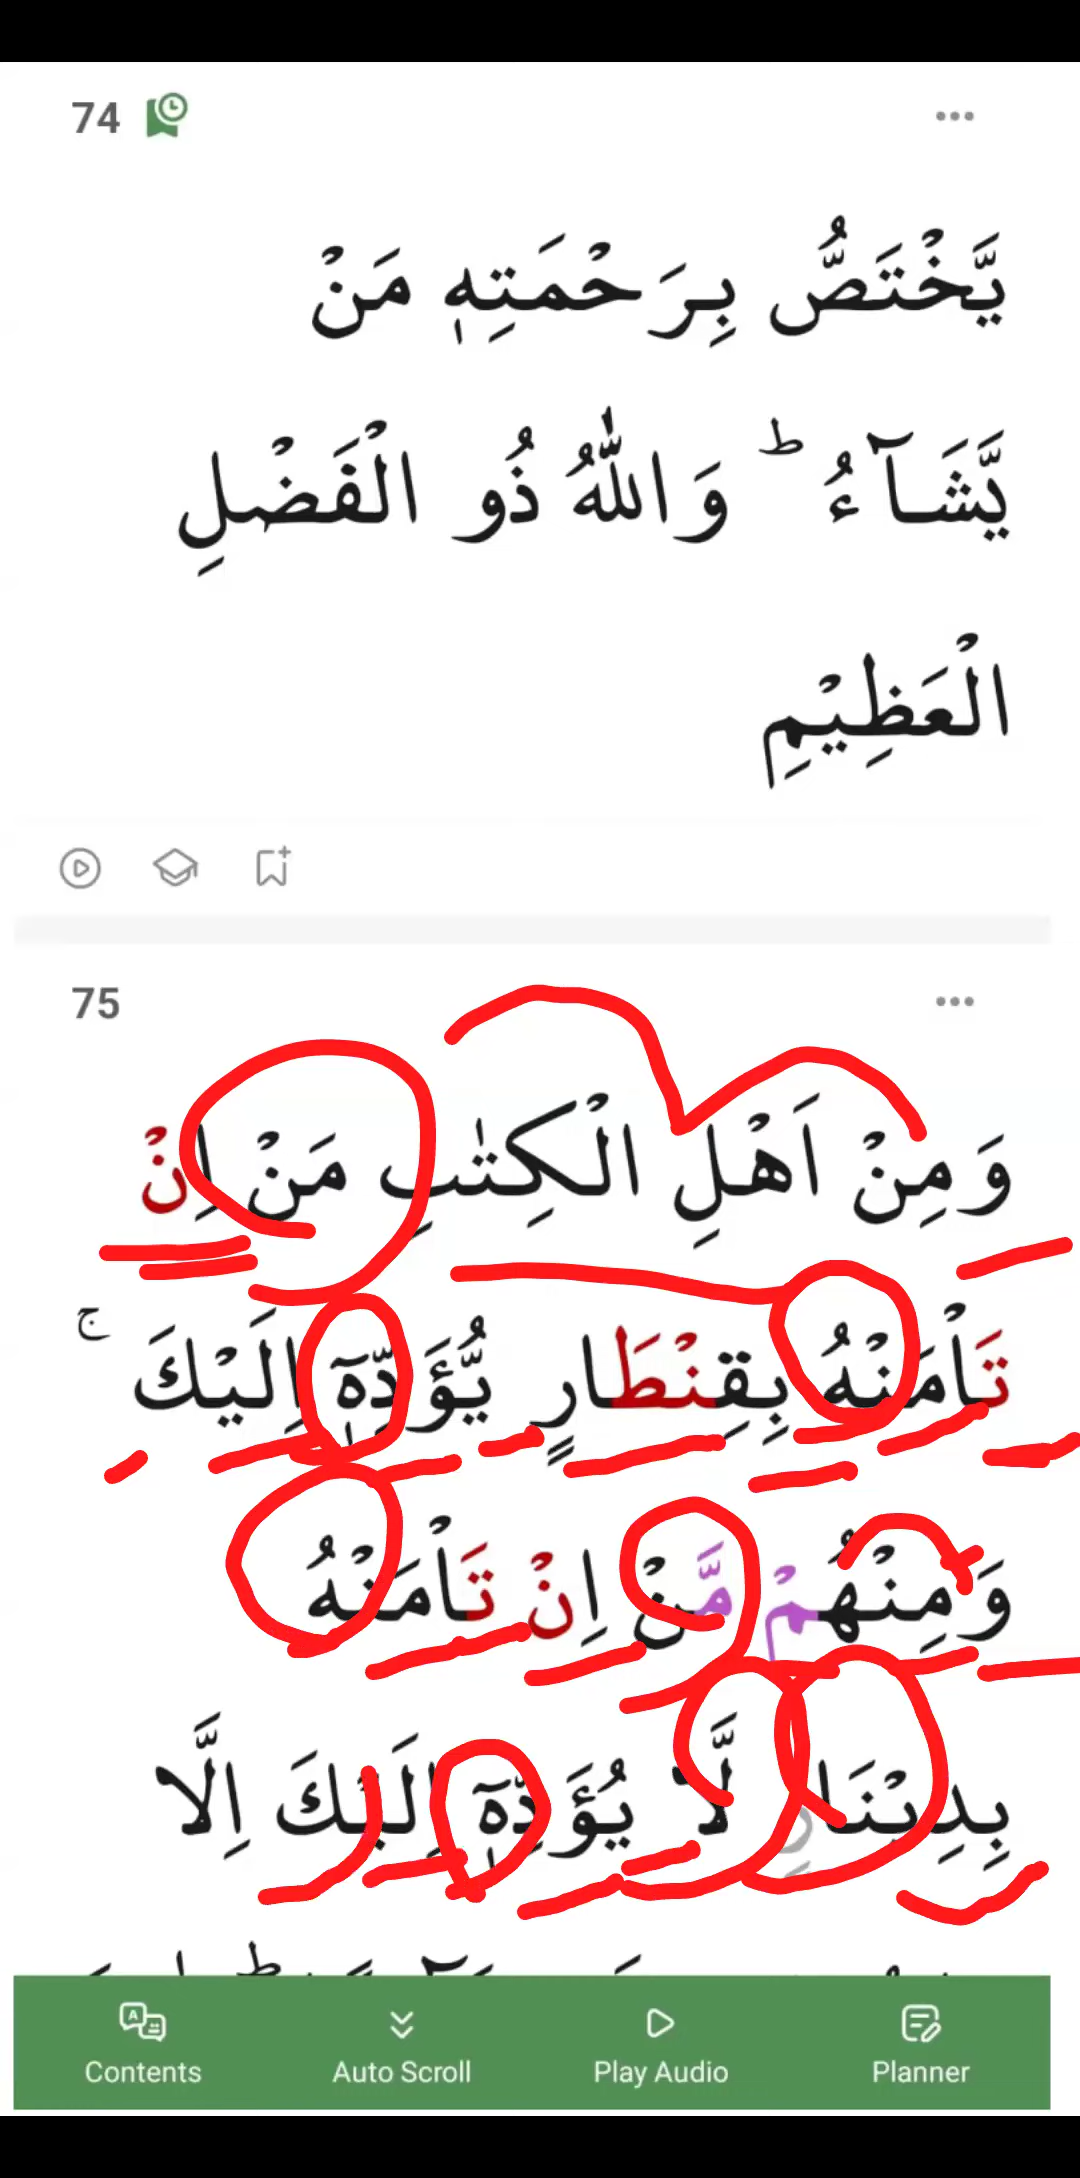 74
يَّخْتَصُّ بِرَحْمَتِهٖ مَنْ
يَّشَآءُ ؕ وَاللّٰهُ ذُو الْفَضْلِ
الْعَظِيْمِ
75
وَمِنْ اَهْلِ الْكِتٰبِ مَنْ اِنْ
تَاْمَنْهُ بِقِنْطَارٍ يُّؤَدِّهٖٓ اِلَيْكَ ۚ
وَمِنْهُمْ مَّنْ اِنْ تَاْمَنْهُ
بِدِيْنَارٍ لَّا يُؤَدِّهٖٓ اِلَيْكَ اِلَّا
Contents Auto Scroll Play Audio Planner